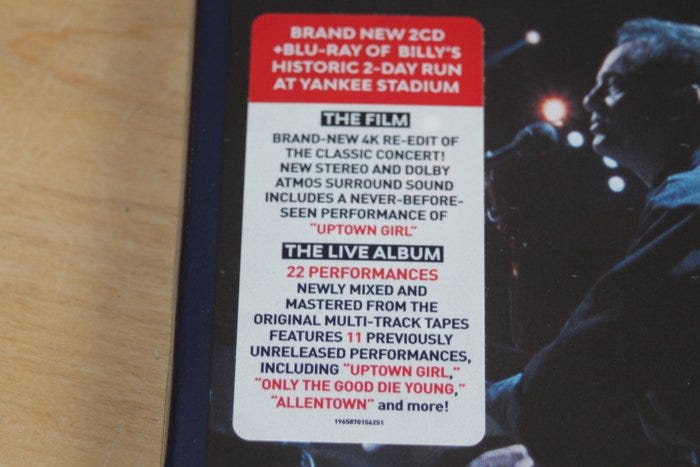 BRAND NEW 2CD
+BLU-RAY OF BILLY'S
HISTORIC 2-DAY RUN
AT YANKEE STADIUM
THE FILM
BRAND-NEW 4K RE-EDIT OF
THE CLASSIC CONCERT!
NEW STEREO AND DOLBY
ATMOS SURROUND SOUND
INCLUDES A NEVER-BEFORE-
SEEN PERFORMANCE OF
"UPTOWN GIRL"
THE LIVE ALBUM
22 PERFORMANCES
NEWLY MIXED AND
MASTERED FROM THE
ORIGINAL MULTI-TRACK TAPES
FEATURES 11 PREVIOUSLY
UNRELEASED PERFORMANCES,
INCLUDING "UPTOWN GIRL,"
"ONLY THE GOOD DIE YOUNG,"
"ALLENTOWN" and more!
19658701562S1